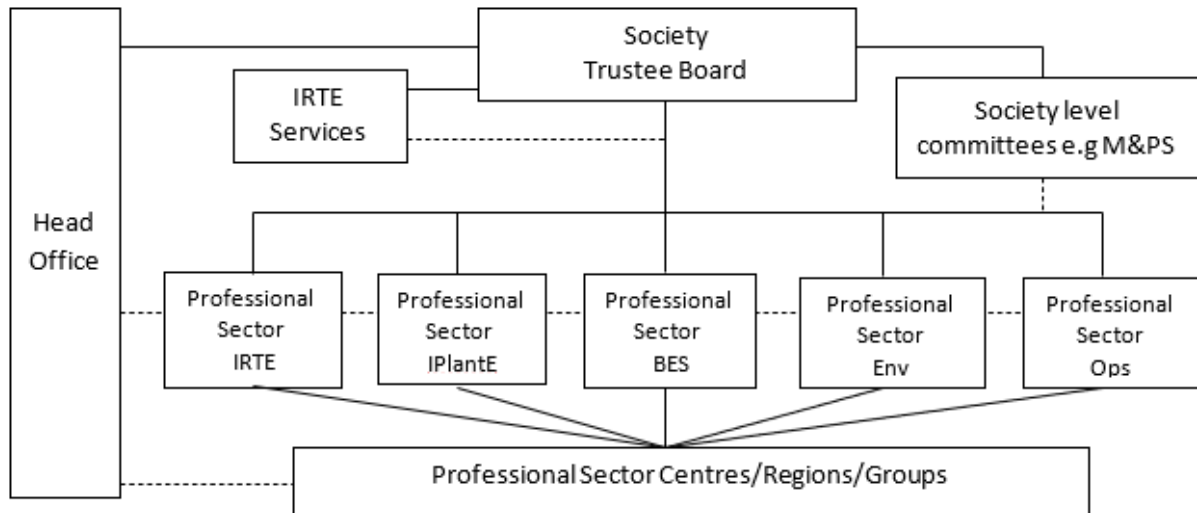 Society
Trustee Board
IRTE
Services
Society level
committees e.g M&PS
Head
Office
Professional
Sector
IRTE
Professional
Sector
IPlantE
Professional
Sector
BES
Professional
Sector
Env
Professional
Sector
Ops
Professional Sector Centres/Regions/Groups